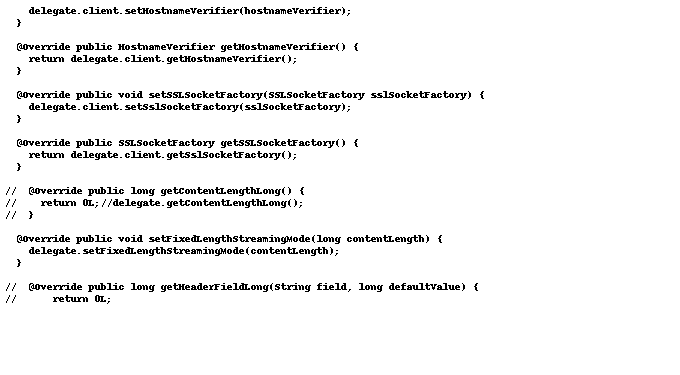 delegate.client.setHostnameVerifier(hostnameVerifier);
  }

  @Override public HostnameVerifier getHostnameVerifier() {
    return delegate.client.getHostnameVerifier();
  }

  @Override public void setSSLSocketFactory(SSLSocketFactory sslSocketFactory) {
    delegate.client.setSslSocketFactory(sslSocketFactory);
  }

  @Override public SSLSocketFactory getSSLSocketFactory() {
    return delegate.client.getSslSocketFactory();
  }

//  @Override public long getContentLengthLong() {
//    return 0L;//delegate.getContentLengthLong();
//  }

  @Override public void setFixedLengthStreamingMode(long contentLength) {
    delegate.setFixedLengthStreamingMode(contentLength);
  }

//  @Override public long getHeaderFieldLong(String field, long defaultValue) {
//      return 0L;